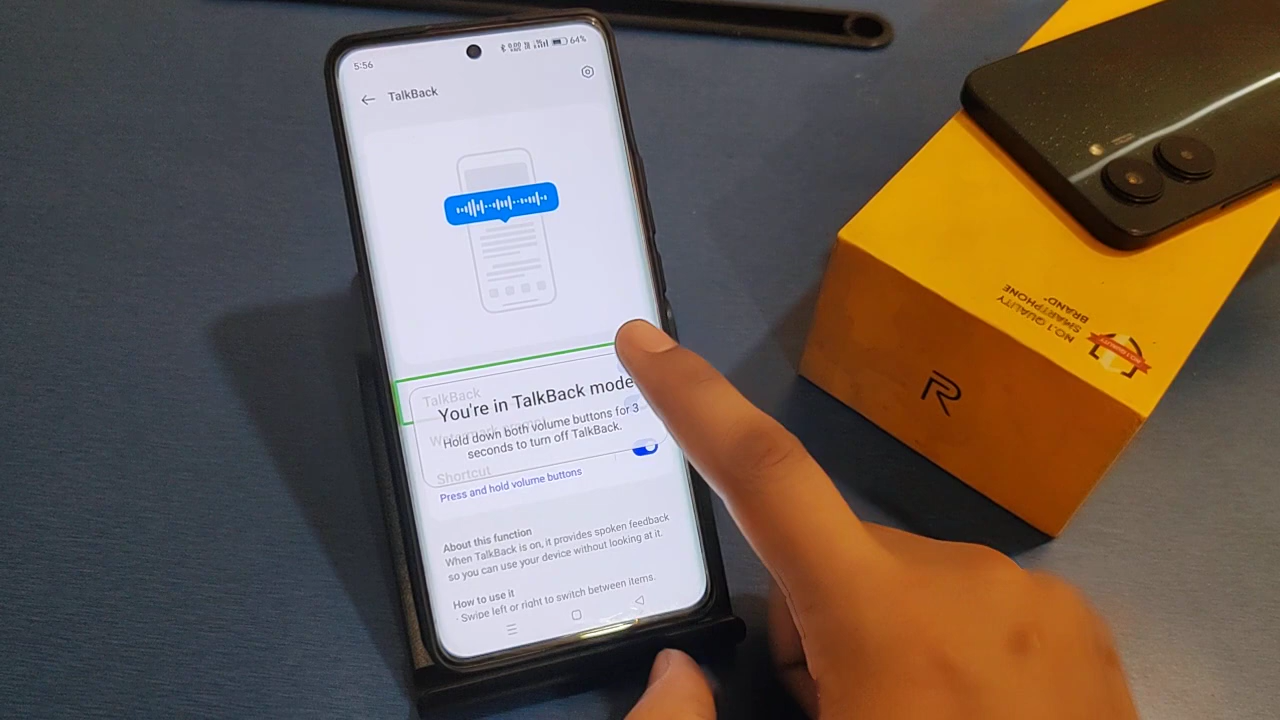 5:56
64%
TalkBack
TalkBack
You're in TalkBack mode
Hold down both volume buttons for 3
seconds to turn off TalkBack.
Shortcut
Press and hold volume buttons
About this function
When TalkBack is on, it provides spoken feedback
so you can use your device without looking at it.
How to use it
- Swipe left or right to switch between items.
NO.1 QUALITY
SMARTPHONE
BRAND*
R